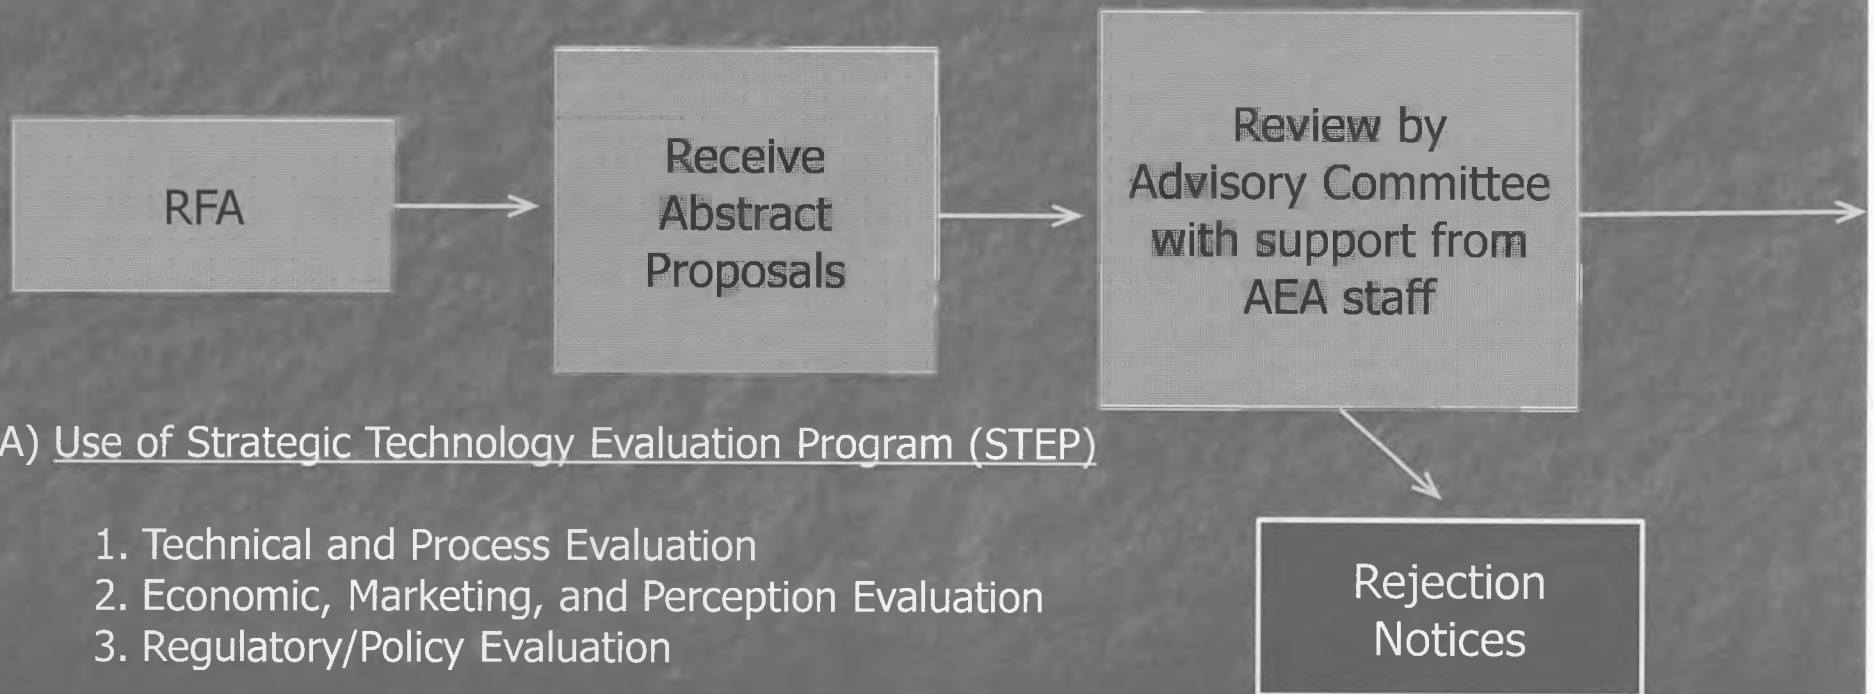 RFA
Receive
Abstract
Proposals
Review by
Advisory Committee
with support from
AEA staff
A) Use of Strategic Technology Evaluation Program (STEP)
1. Technical and Process Evaluation
2. Economic, Marketing, and Perception Evaluation
3. Regulatory/Policy Evaluation
Rejection
Notices